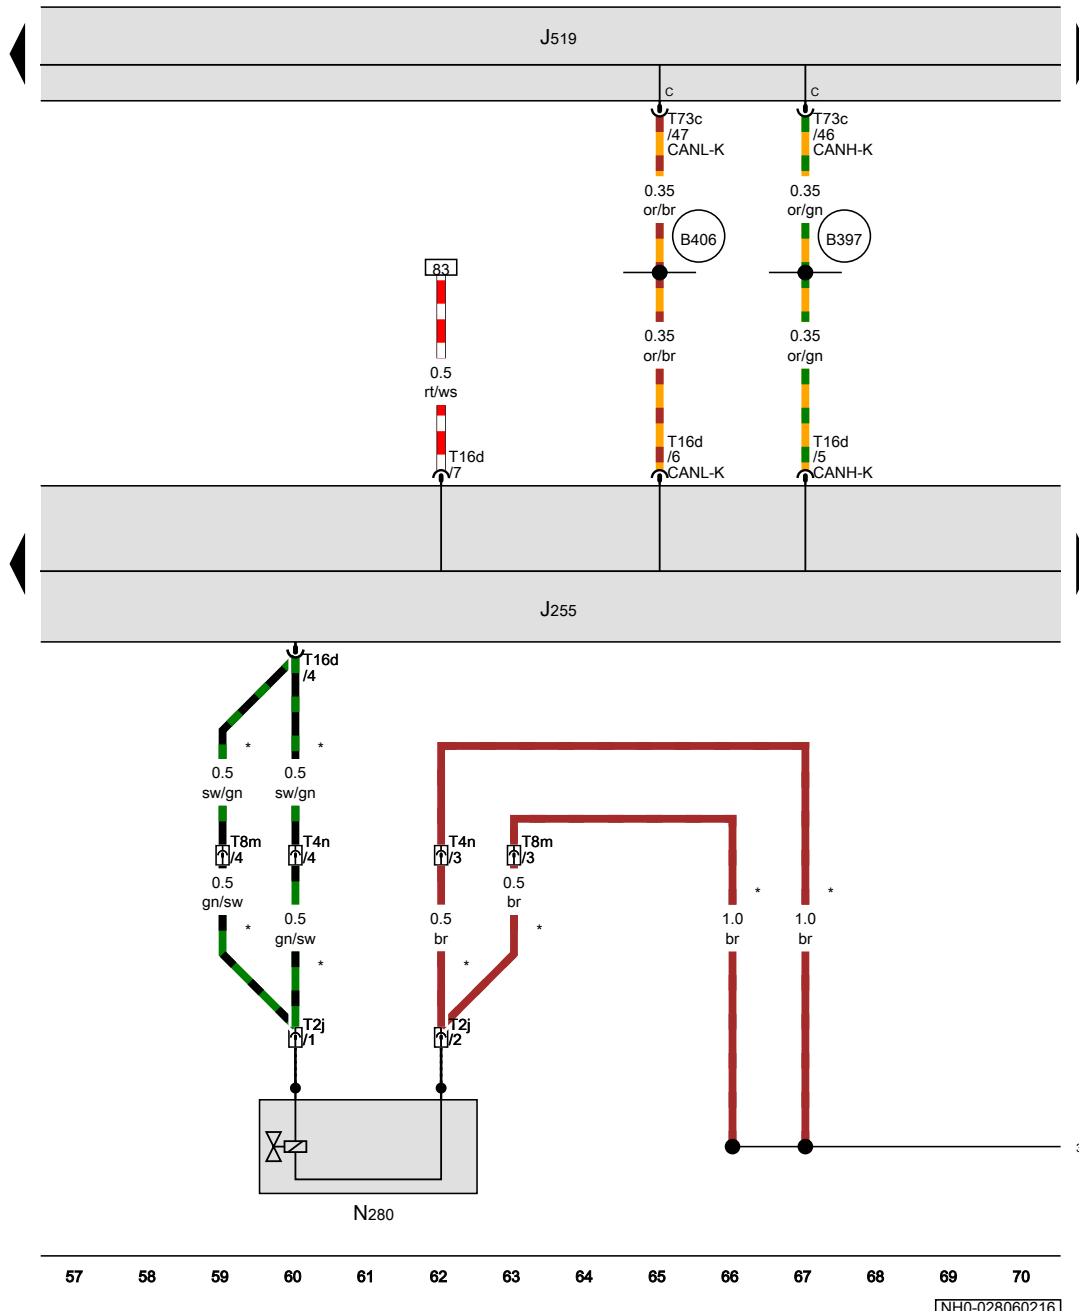 J519
c
c
T73c
/47
CANL-K
T73c
/46
CANH-K
0.35
or/br
0.35
or/gn
B406
B397
83
0.35
or/br
0.35
or/gn
0.5
rt/ws
T16d
/7
T16d
/6
CANL-K
T16d
/5
CANH-K
J255
T16d
/4
*
*
0.5
sw/gn
0.5
sw/gn
T8m
/4
T4n
/4
T4n
/3
T8m
/3
0.5
gn/sw
0.5
br
*
*
0.5
gn/sw
0.5
br
1.0
br
1.0
br
*
*
*
*
T2j
/1
T2j
/2
N280
57 58 59 60 61 62 63 64 65 66 67 68 69 70
NH0-028060216